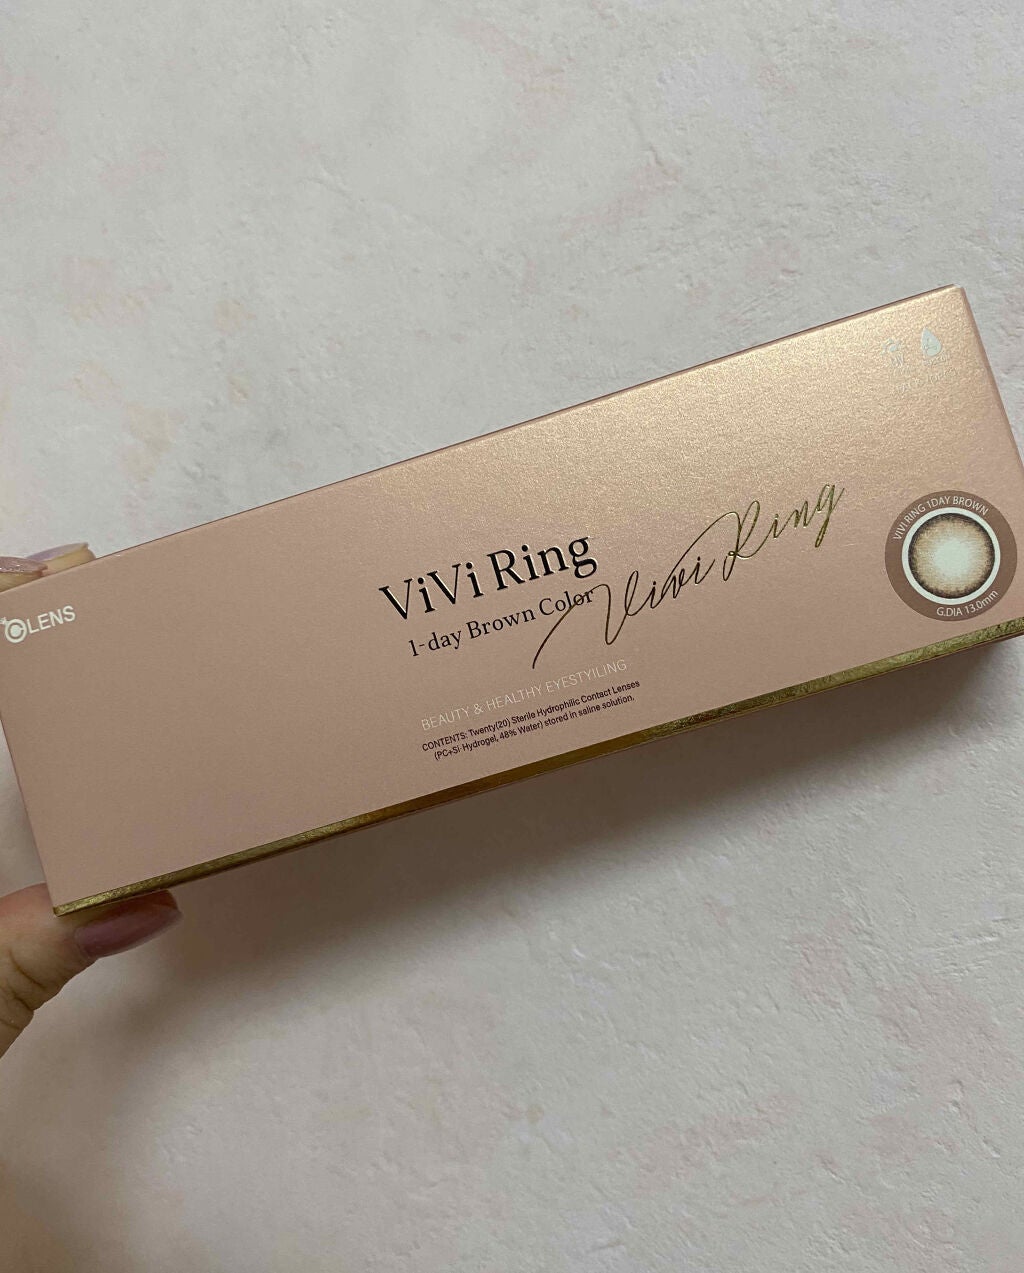 OLENS
ViVi Ring
1-day Brown Color
ViVi Ring
BEAUTY & HEALTHY EYESTYILING
CONTENTS: Twenty(20) Sterile Hydrophilic Contact Lenses
(PC+Si-Hydrogel, 48% Water) stored in saline solution.
VIVI RING 1DAY BROWN
G.DIA 13.0mm